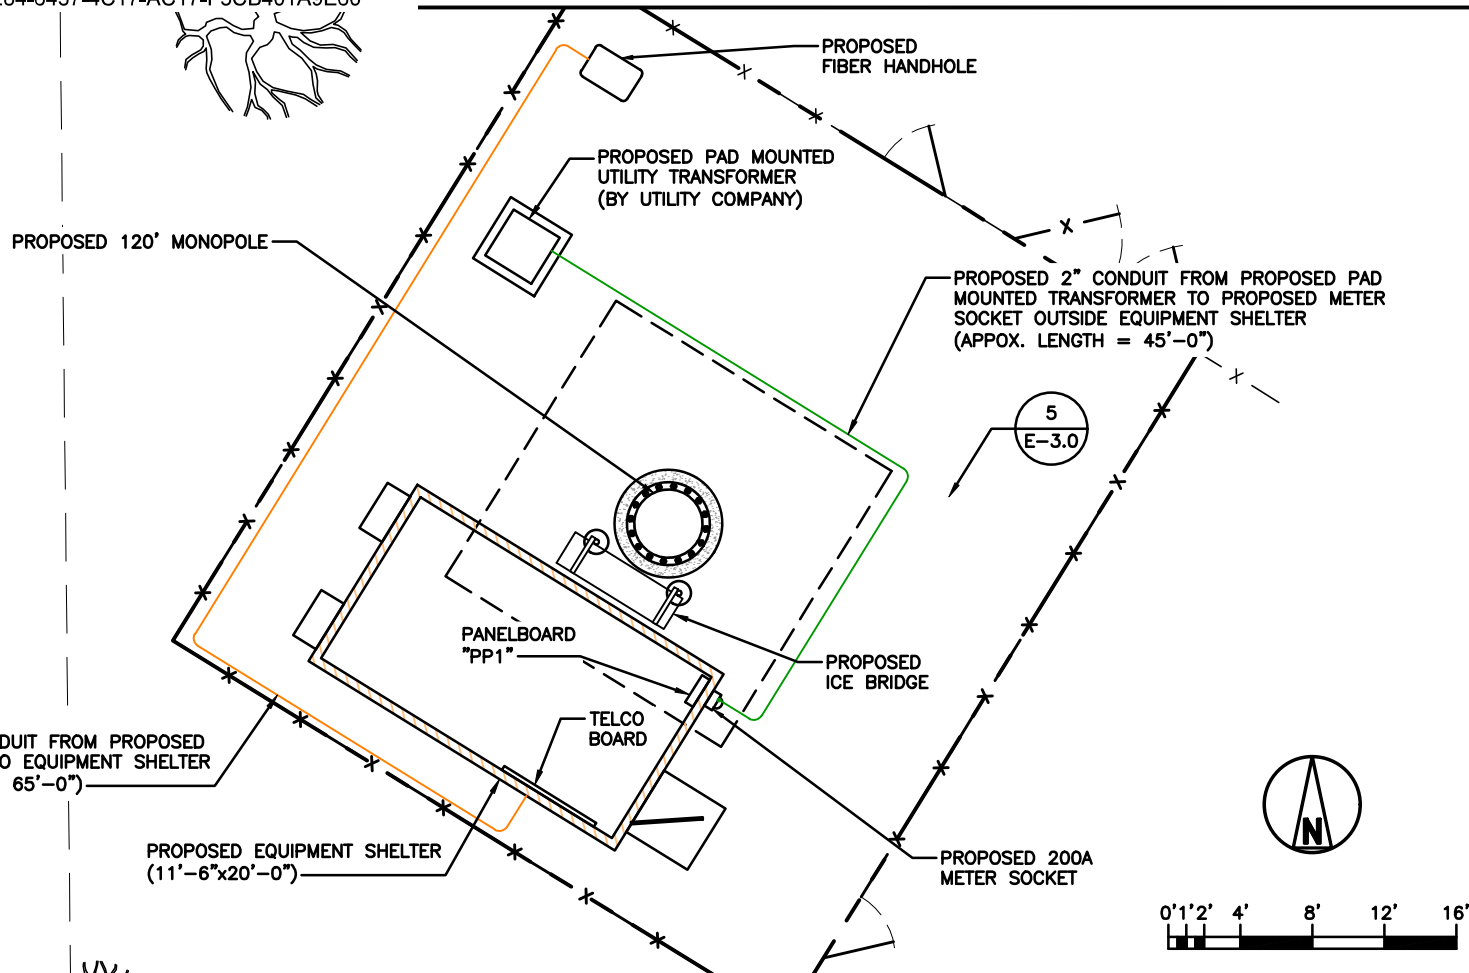 PROPOSED
FIBER HANDHOLE
PROPOSED PAD MOUNTED
UTILITY TRANSFORMER
(BY UTILITY COMPANY)
PROPOSED 120' MONOPOLE
PROPOSED 2" CONDUIT FROM PROPOSED PAD
MOUNTED TRANSFORMER TO PROPOSED METER
SOCKET OUTSIDE EQUIPMENT SHELTER
(APPOX. LENGTH = 45'-0")
5
E-3.0
PANELBOARD
"PP1"
PROPOSED
ICE BRIDGE
TELCO
BOARD
DUIT FROM PROPOSED
O EQUIPMENT SHELTER
65'-0")
PROPOSED EQUIPMENT SHELTER
(11'-6"x20'-0")
PROPOSED 200A
METER SOCKET
N
0' 1' 2' 4' 8' 12' 16'